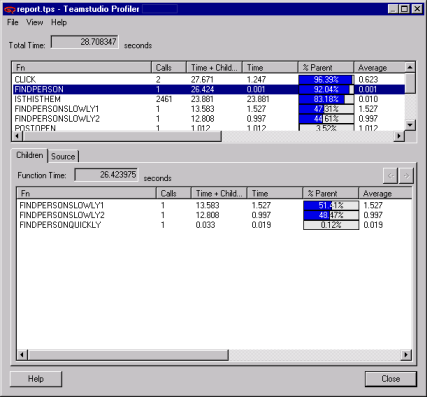 report.tps - Teamstudio Profiler
File View Help
Total Time: 28.708347 seconds
Fn Calls Time + Child... Time % Parent Average
CLICK 2 27.671 1.247 96.39% 0.623
FINDPERSON 1 26.424 0.001 92.04% 0.001
ISTHISTHEM 2461 23.881 23.881 83.18% 0.010
FINDPERSONSLOWLY1 1 13.583 1.527 47.31% 1.527
FINDPERSONSLOWLY2 1 12.808 0.997 44.61% 0.997
POSTOPEN 1 1.012 1.012 3.52% 1.012
Children Source
Function Time: 26.423975 seconds
Fn Calls Time + Child... Time % Parent Average
FINDPERSONSLOWLY1 1 13.583 1.527 51.41% 1.527
FINDPERSONSLOWLY2 1 12.808 0.997 48.47% 0.997
FINDPERSONQUICKLY 1 0.033 0.019 0.12% 0.019
Help Close